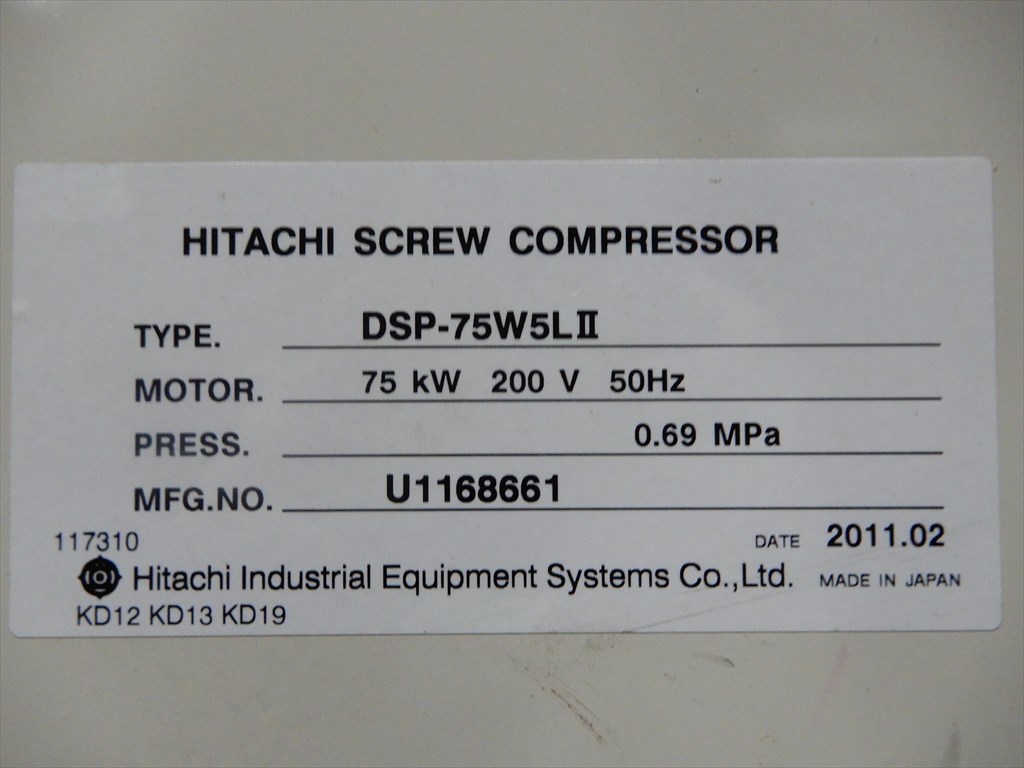 HITACHI SCREW COMPRESSOR
TYPE. DSP-75W5LⅡ
MOTOR. 75 kW 200 V 50Hz
PRESS. 0.69 MPa
MFG.NO. U1168661
117310 DATE 2011.02
Hitachi Industrial Equipment Systems Co.,Ltd. MADE IN JAPAN
KD12 KD13 KD19